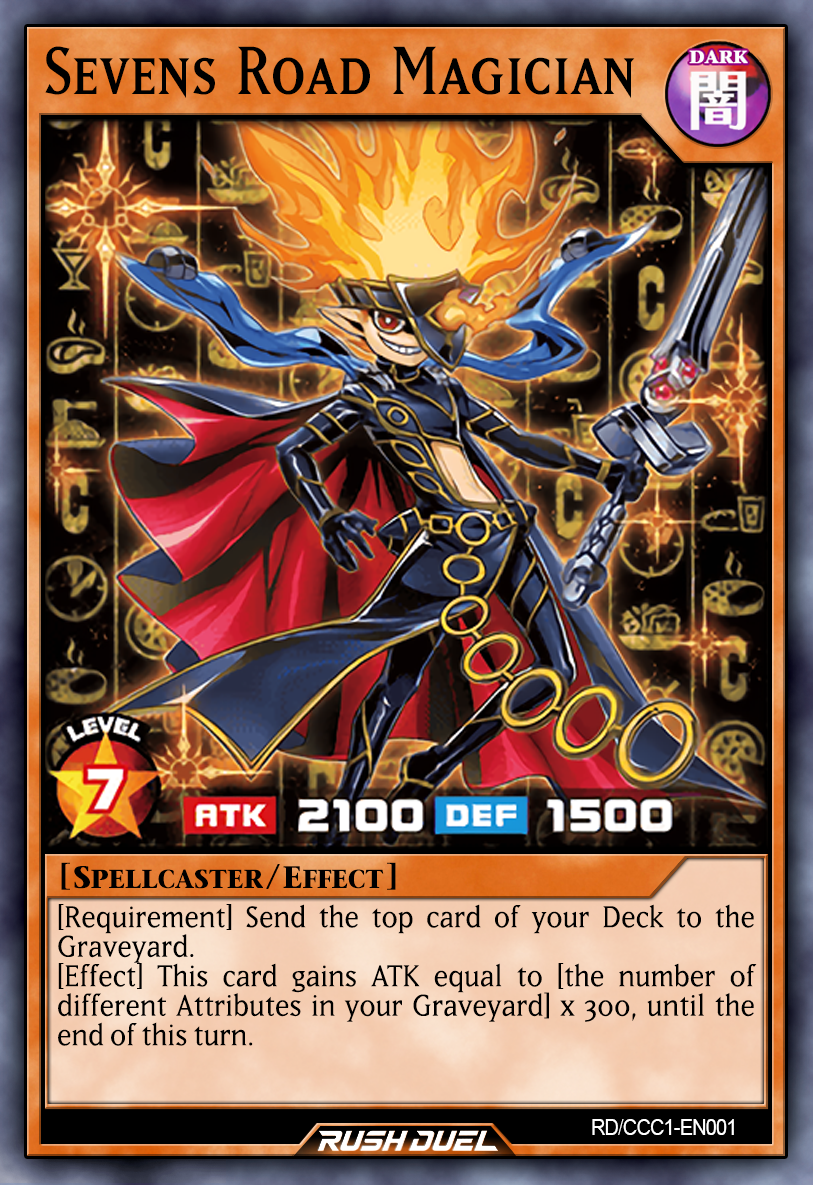 Sevens Road Magician
DARK
闇
LEVEL
7
ATK 2100 DEF 1500
[Spellcaster/Effect]
[Requirement] Send the top card of your Deck to the
Graveyard.
[Effect] This card gains ATK equal to [the number of
different Attributes in your Graveyard] x 300, until the
end of this turn.
RD/CCC1-EN001
RUSH DUEL